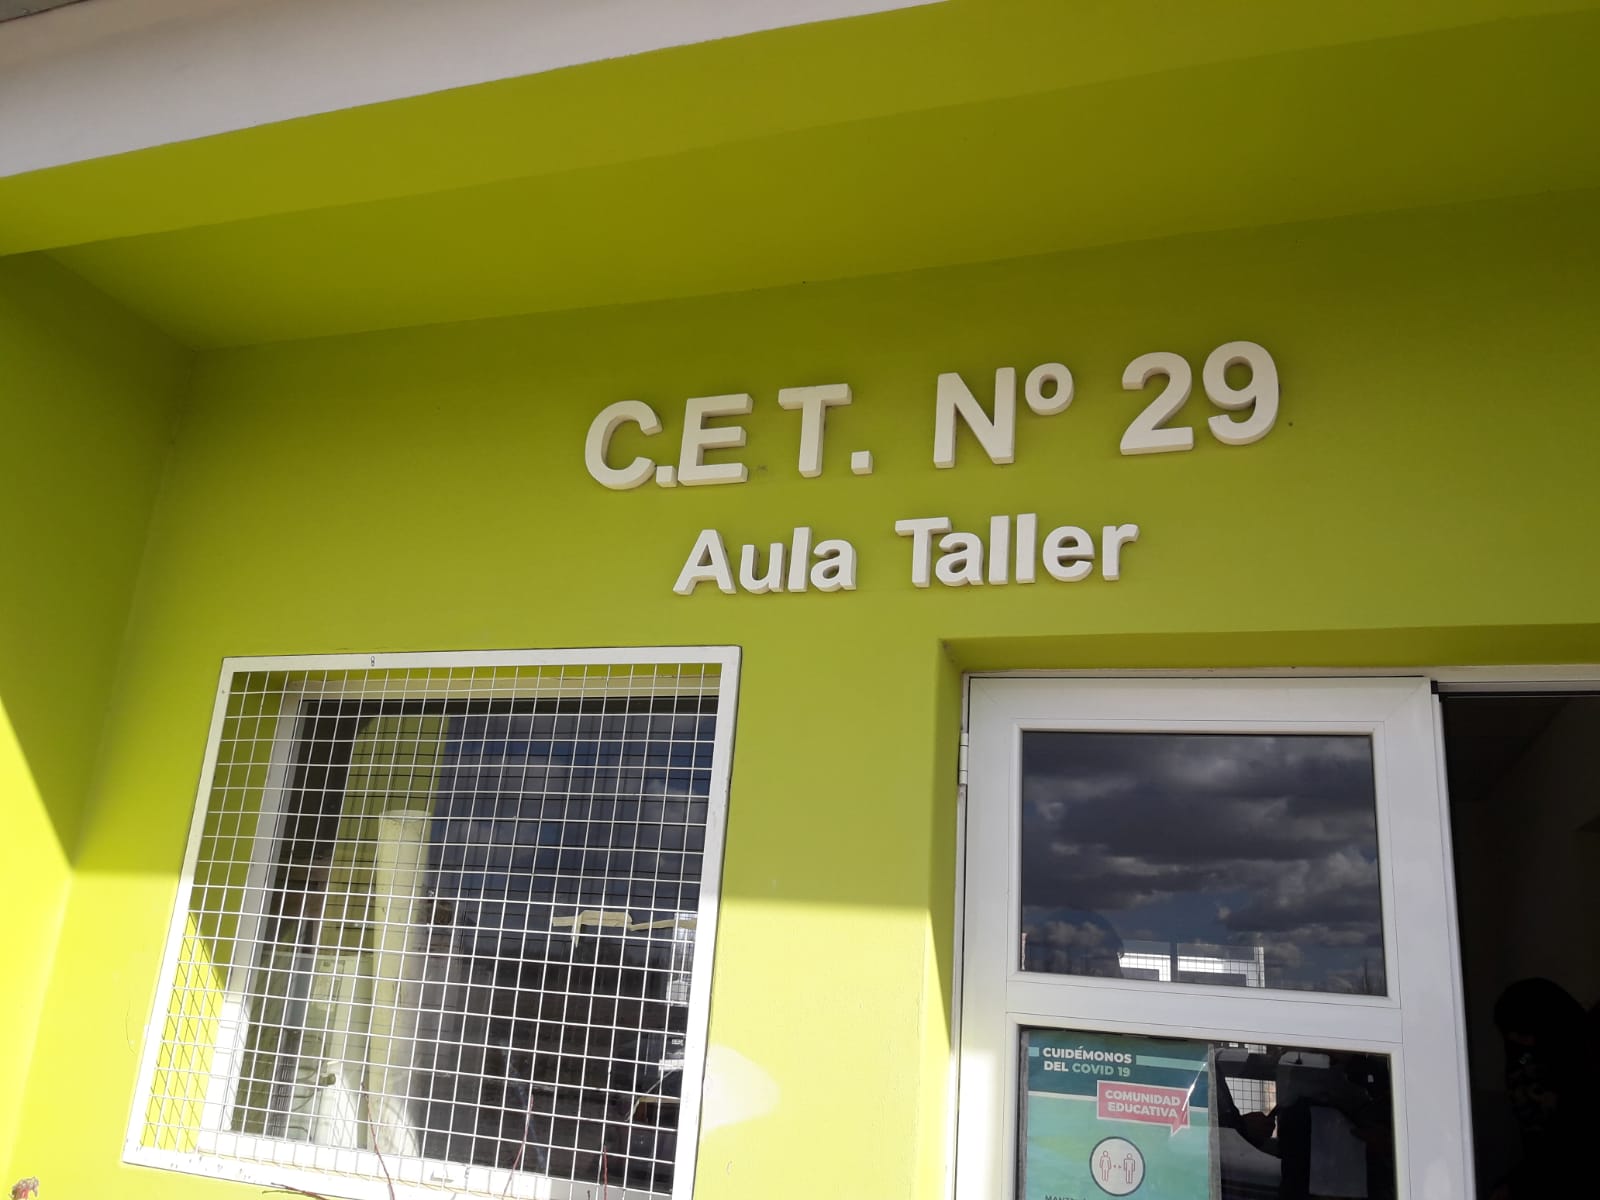 C.E T. Nº 29
Aula Taller
CUIDÉMONOS
DEL COVID 19
COMUNIDAD
EDUCATIVA